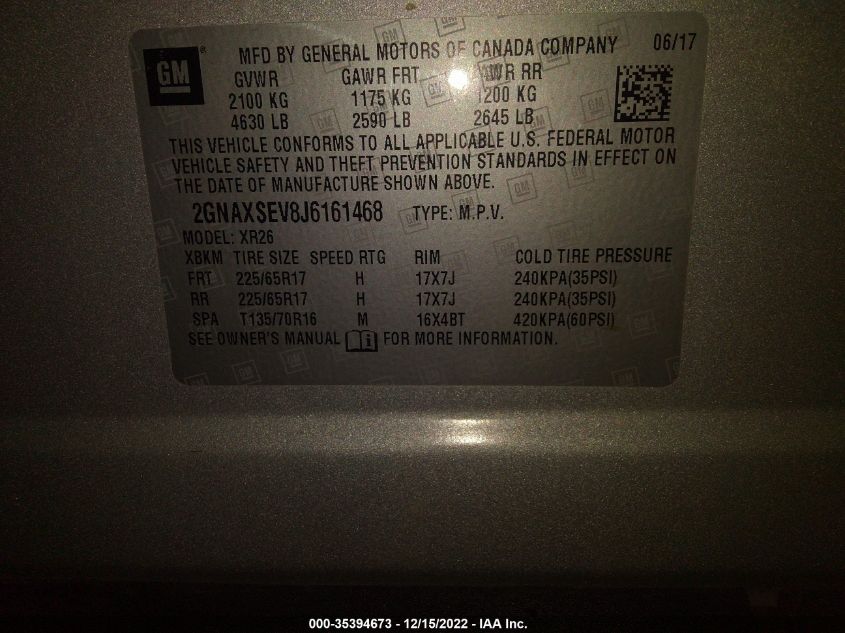 GM ® MFD BY GENERAL MOTORS OF CANADA COMPANY 06/17
GVWR GAWR FRT WR RR
2100 KG 1175 KG 1200 KG
4630 LB 2590 LB 2645 LB
THIS VEHICLE CONFORMS TO ALL APPLICABLE U.S. FEDERAL MOTOR
VEHICLE SAFETY AND THEFT PREVENTION STANDARDS IN EFFECT ON
THE DATE OF MANUFACTURE SHOWN ABOVE.
2GNAXSEV8J6161468 TYPE: M.P.V.
MODEL: XR26
XBKM TIRE SIZE SPEED RTG RIM COLD TIRE PRESSURE
FRT 225/65R17 H 17X7J 240KPA(35PSI)
RR 225/65R17 H 17X7J 240KPA(35PSI)
SPA T135/70R16 M 16X4BT 420KPA(60PSI)
SEE OWNER'S MANUAL i FOR MORE INFORMATION.
000-35394673 - 12/15/2022 - IAA Inc.